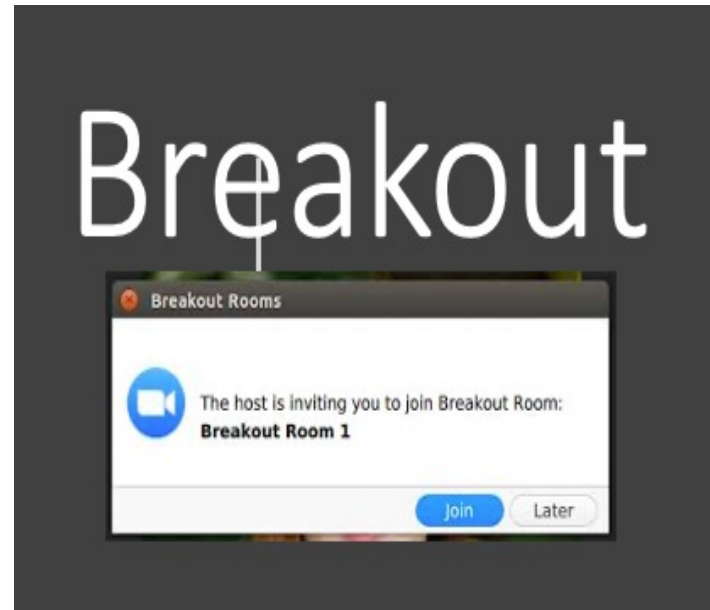 Breakout
Breakout Rooms
The host is inviting you to join Breakout Room:
Breakout Room 1
Join Later